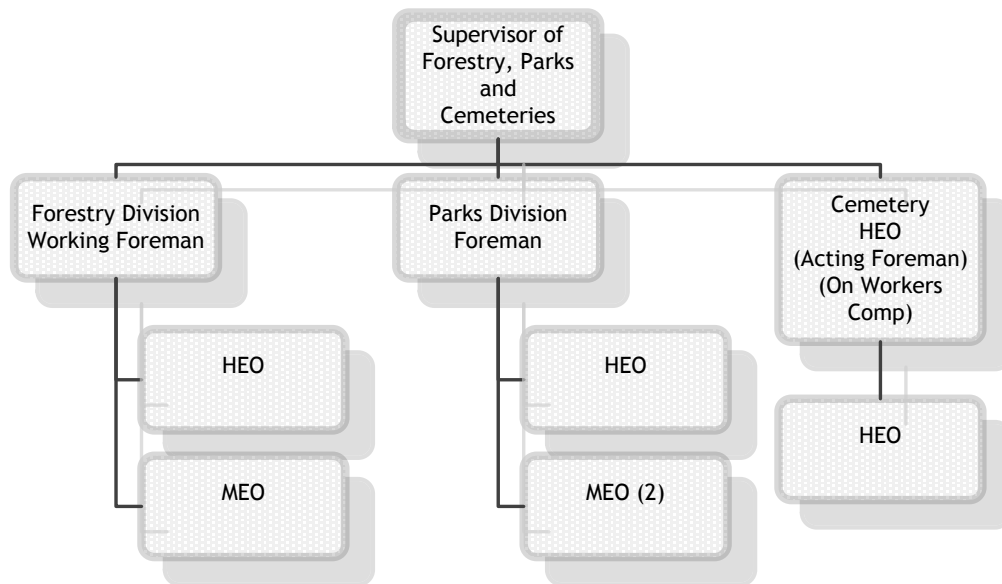 Supervisor of
Forestry, Parks
and
Cemeteries
Forestry Division
Working Foreman
Parks Division
Foreman
Cemetery
HEO
(Acting Foreman)
(On Workers
Comp)
HEO
HEO
HEO
MEO
MEO (2)